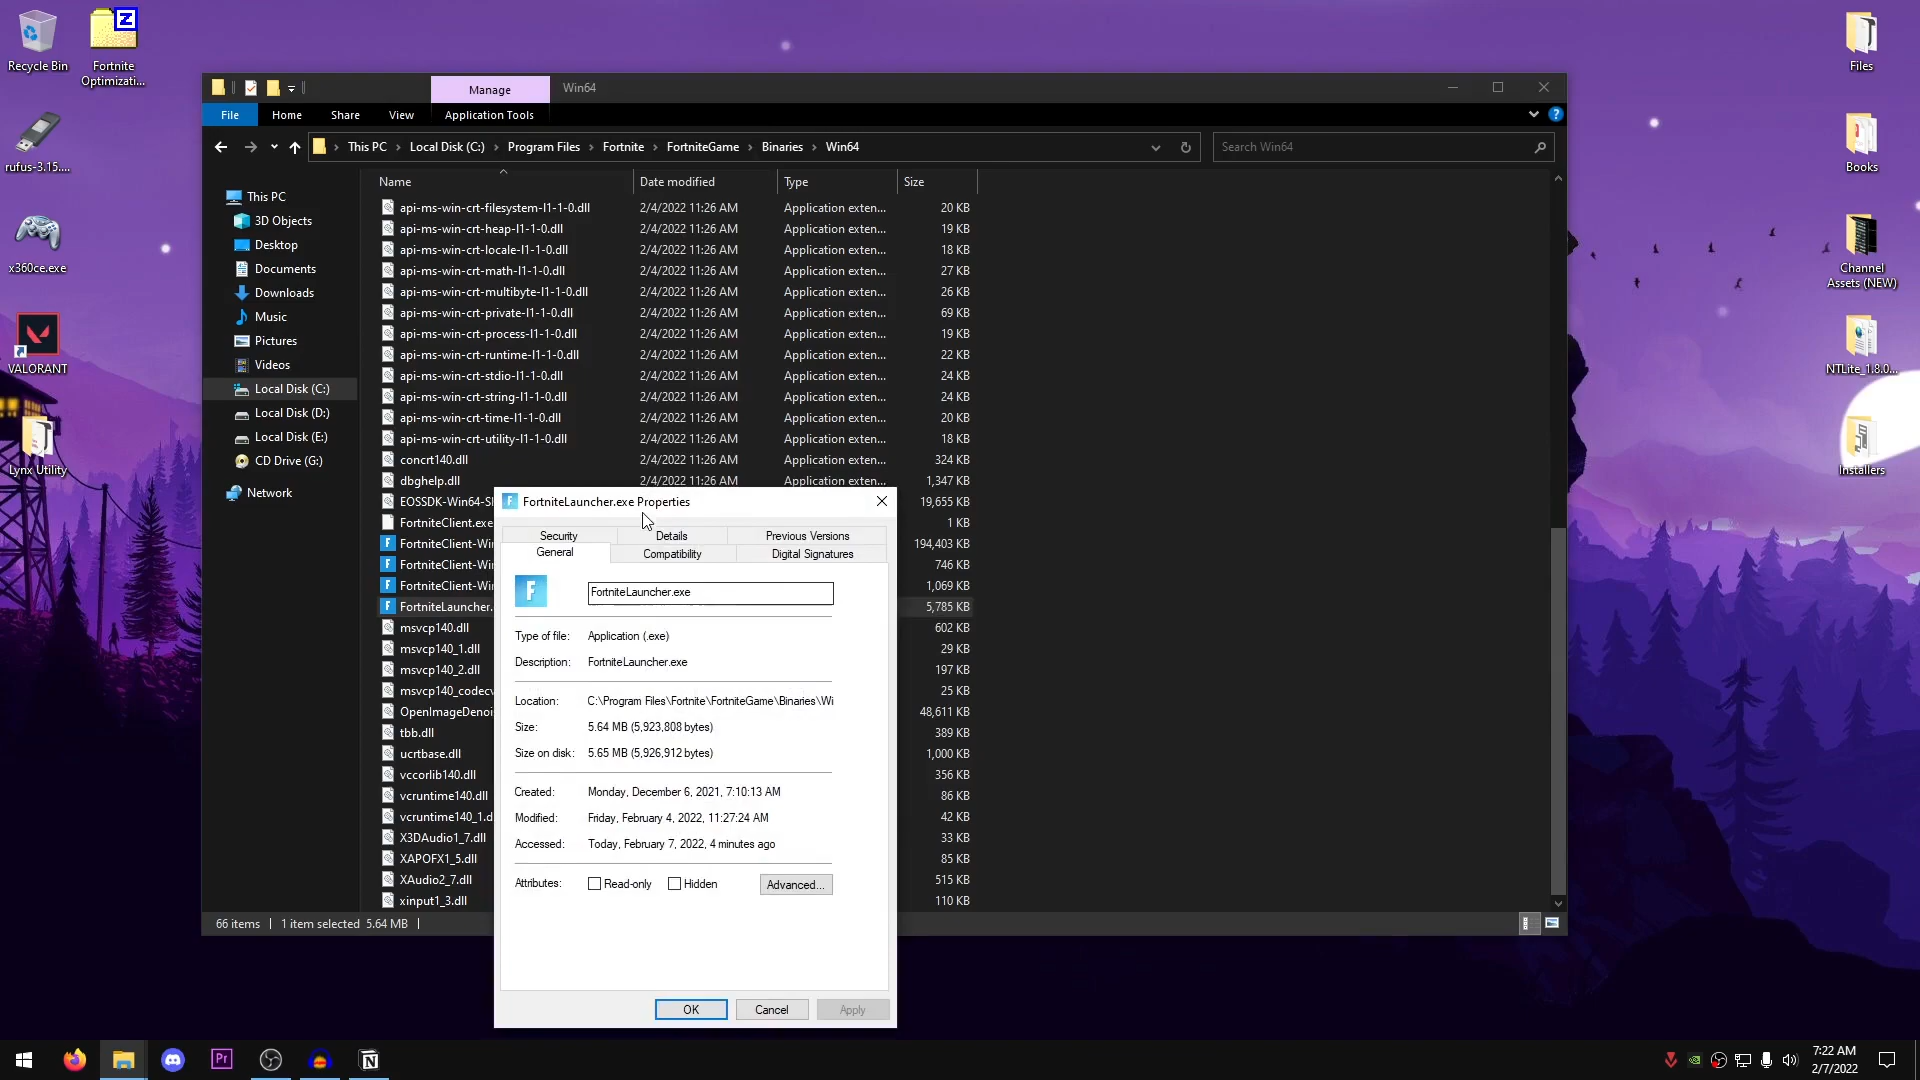 Recycle Bin
Fortnite
Optimizati...
rufus-3.15....
x360ce.exe
VALORANT
Lynx Utility
Files
Books
Channel
Assets (NEW)
NTLite_1.8.0...
Installers
Manage
Win64
File
Home
Share
View
Application Tools
This PC
Local Disk (C:)
Program Files
Fortnite
FortniteGame
Binaries
Win64
Search Win64
This PC
3D Objects
Desktop
Documents
Downloads
Music
Pictures
Videos
Local Disk (C:)
Local Disk (D:)
Local Disk (E:)
CD Drive (G:)
Network
Name Date modified Type Size
api-ms-win-crt-filesystem-l1-1-0.dll 2/4/2022 11:26 AM Application exten... 20 KB
api-ms-win-crt-heap-l1-1-0.dll 2/4/2022 11:26 AM Application exten... 19 KB
api-ms-win-crt-locale-l1-1-0.dll 2/4/2022 11:26 AM Application exten... 18 KB
api-ms-win-crt-math-l1-1-0.dll 2/4/2022 11:26 AM Application exten... 27 KB
api-ms-win-crt-multibyte-l1-1-0.dll 2/4/2022 11:26 AM Application exten... 26 KB
api-ms-win-crt-private-l1-1-0.dll 2/4/2022 11:26 AM Application exten... 69 KB
api-ms-win-crt-process-l1-1-0.dll 2/4/2022 11:26 AM Application exten... 19 KB
api-ms-win-crt-runtime-l1-1-0.dll 2/4/2022 11:26 AM Application exten... 22 KB
api-ms-win-crt-stdio-l1-1-0.dll 2/4/2022 11:26 AM Application exten... 24 KB
api-ms-win-crt-string-l1-1-0.dll 2/4/2022 11:26 AM Application exten... 24 KB
api-ms-win-crt-time-l1-1-0.dll 2/4/2022 11:26 AM Application exten... 20 KB
api-ms-win-crt-utility-l1-1-0.dll 2/4/2022 11:26 AM Application exten... 18 KB
concrt140.dll 2/4/2022 11:26 AM Application exten... 324 KB
dbghelp.dll 2/4/2022 11:26 AM Application exten... 1,347 KB
EOSSDK-Win64-S 19,655 KB
FortniteClient.exe 1 KB
FortniteClient-Wi 194,403 KB
FortniteClient-Wi 746 KB
FortniteClient-Wi 1,069 KB
FortniteLauncher. 5,785 KB
msvcp140.dll 602 KB
msvcp140_1.dll 29 KB
msvcp140_2.dll 197 KB
msvcp140_codecv 25 KB
OpenImageDenoi 48,611 KB
tbb.dll 389 KB
ucrtbase.dll 1,000 KB
vccorlib140.dll 356 KB
vcruntime140.dll 86 KB
vcruntime140_1.d 42 KB
X3DAudio1_7.dll 33 KB
XAPOFX1_5.dll 85 KB
XAudio2_7.dll 515 KB
xinput1_3.dll 110 KB
66 items 1 item selected 5.64 MB
FortniteLauncher.exe Properties
Security Details Previous Versions
General Compatibility Digital Signatures
FortniteLauncher.exe
Type of file: Application (.exe)
Description: FortniteLauncher.exe
Location: C:\Program Files\Fortnite\FortniteGame\Binaries\Wi
Size: 5.64 MB (5,923,808 bytes)
Size on disk: 5.65 MB (5,926,912 bytes)
Created: Monday, December 6, 2021, 7:10:13 AM
Modified: Friday, February 4, 2022, 11:27:24 AM
Accessed: Today, February 7, 2022, 4 minutes ago
Attributes: Read-only Hidden Advanced...
OK Cancel Apply
Pr
7:22 AM
2/7/2022